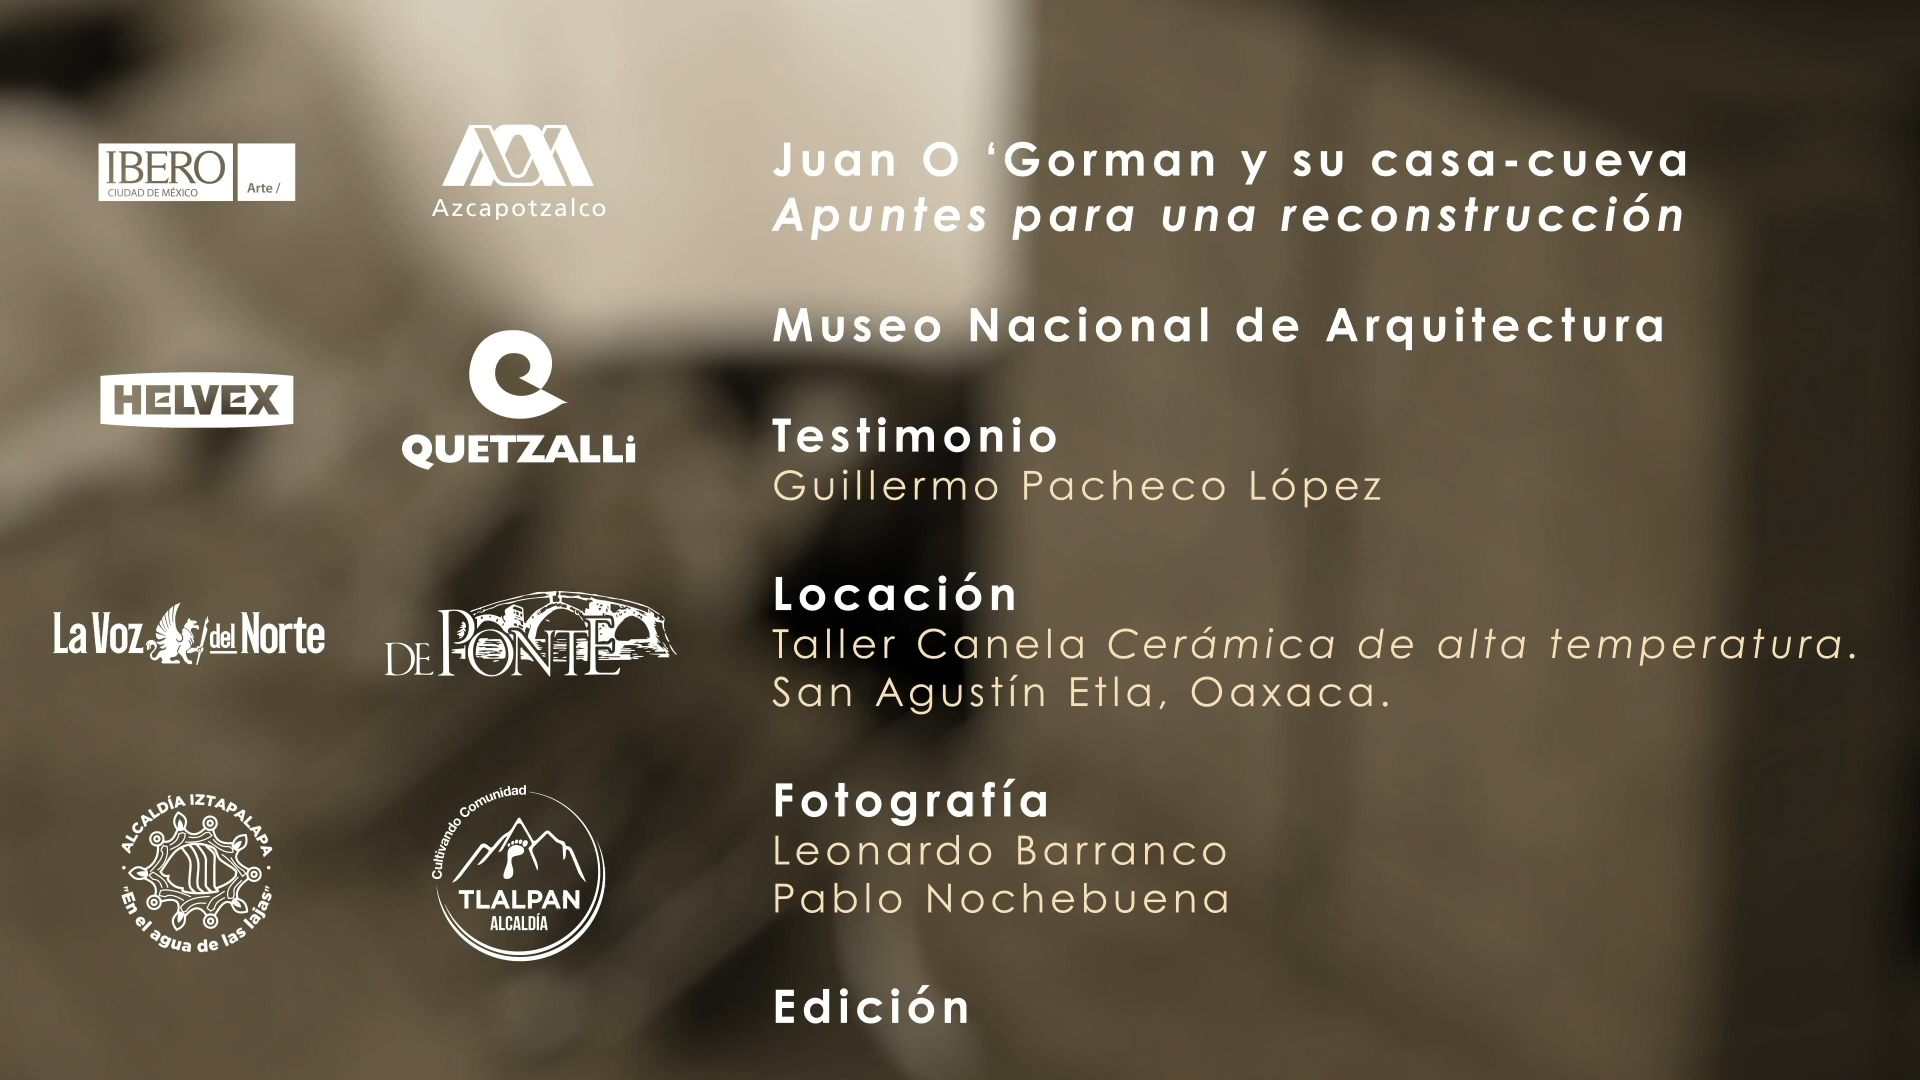 IBERO
CIUDAD DE MÉXICO
Arte /
Azcapotzalco
HELVEX
QUETZALLi
La Voz del Norte
DE PONTE
ALCALDÍA IZTAPALAPA
"En el agua de las lajas"
Cultivando Comunidad
TLALPAN
ALCALDÍA
Juan O ‘Gorman y su casa-cueva
Apuntes para una reconstrucción
Museo Nacional de Arquitectura
Testimonio
Guillermo Pacheco López
Locación
Taller Canela Cerámica de alta temperatura.
San Agustín Etla, Oaxaca.
Fotografía
Leonardo Barranco
Pablo Nochebuena
Edición